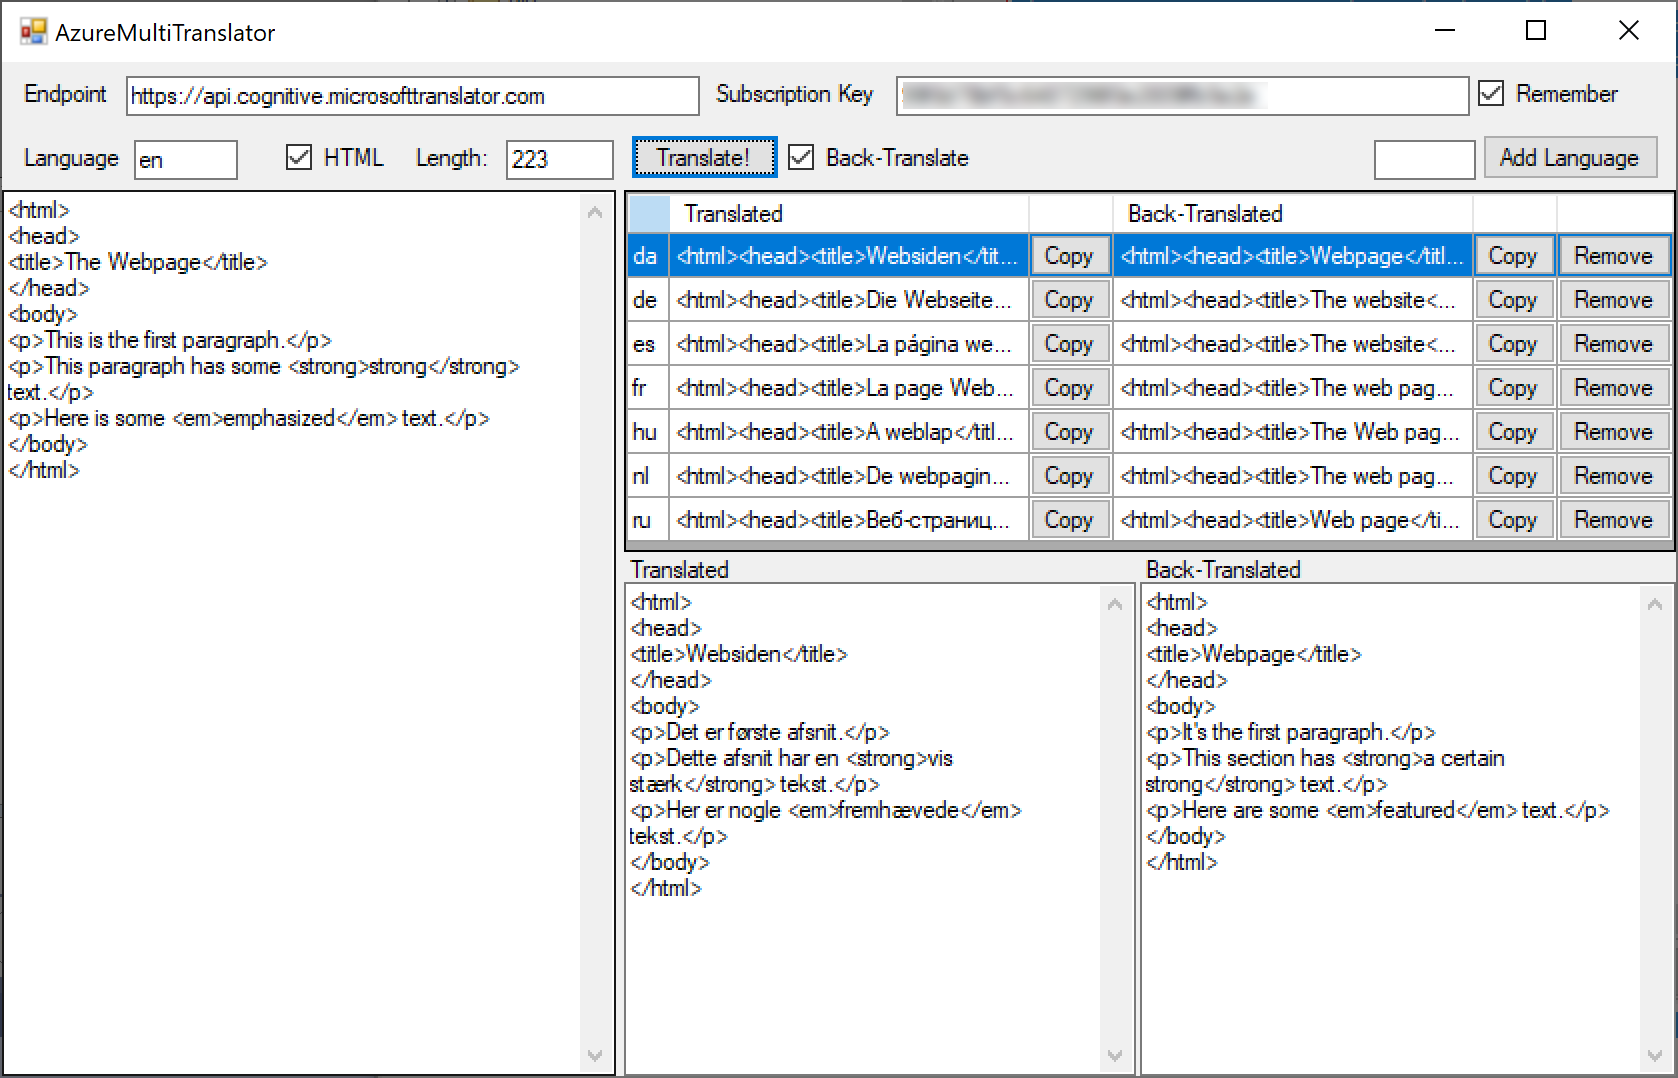 AzureMultiTranslator
Endpoint https://api.cognitive.microsofttranslator.com Subscription Key Remember
Language en HTML Length: 223 Translate! Back-Translate Add Language
<html>
<head>
<title>The Webpage</title>
</head>
<body>
<p>This is the first paragraph.</p>
<p>This paragraph has some <strong>strong</strong>
text.</p>
<p>Here is some <em>emphasized</em> text.</p>
</body>
</html>
Translated Back-Translated
da <html><head><title>Websiden</tit... Copy <html><head><title>Webpage</titl... Copy Remove
de <html><head><title>Die Webseite... Copy <html><head><title>The website<... Copy Remove
es <html><head><title>La página we... Copy <html><head><title>The website<... Copy Remove
fr <html><head><title>La page Web... Copy <html><head><title>The web pag... Copy Remove
hu <html><head><title>A weblap</titl... Copy <html><head><title>The Web pag... Copy Remove
nl <html><head><title>De webpagin... Copy <html><head><title>The web pag... Copy Remove
ru <html><head><title>Веб-страниц... Copy <html><head><title>Web page</ti... Copy Remove
Translated
<html>
<head>
<title>Websiden</title>
</head>
<body>
<p>Det er første afsnit.</p>
<p>Dette afsnit har en <strong>vis
stærk</strong> tekst.</p>
<p>Her er nogle <em>fremhævede</em>
tekst.</p>
</body>
</html>
Back-Translated
<html>
<head>
<title>Webpage</title>
</head>
<body>
<p>It's the first paragraph.</p>
<p>This section has <strong>a certain
strong</strong> text.</p>
<p>Here are some <em>featured</em> text.</p>
</body>
</html>